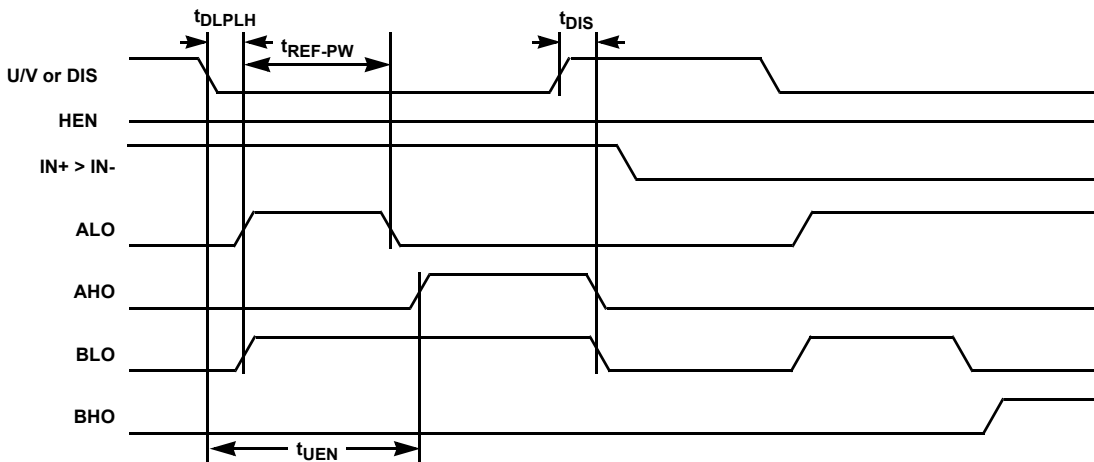 tDLPLH
tDIS
tREF-PW
U/V or DIS
HEN
IN+ > IN-
ALO
AHO
BLO
BHO
tUEN